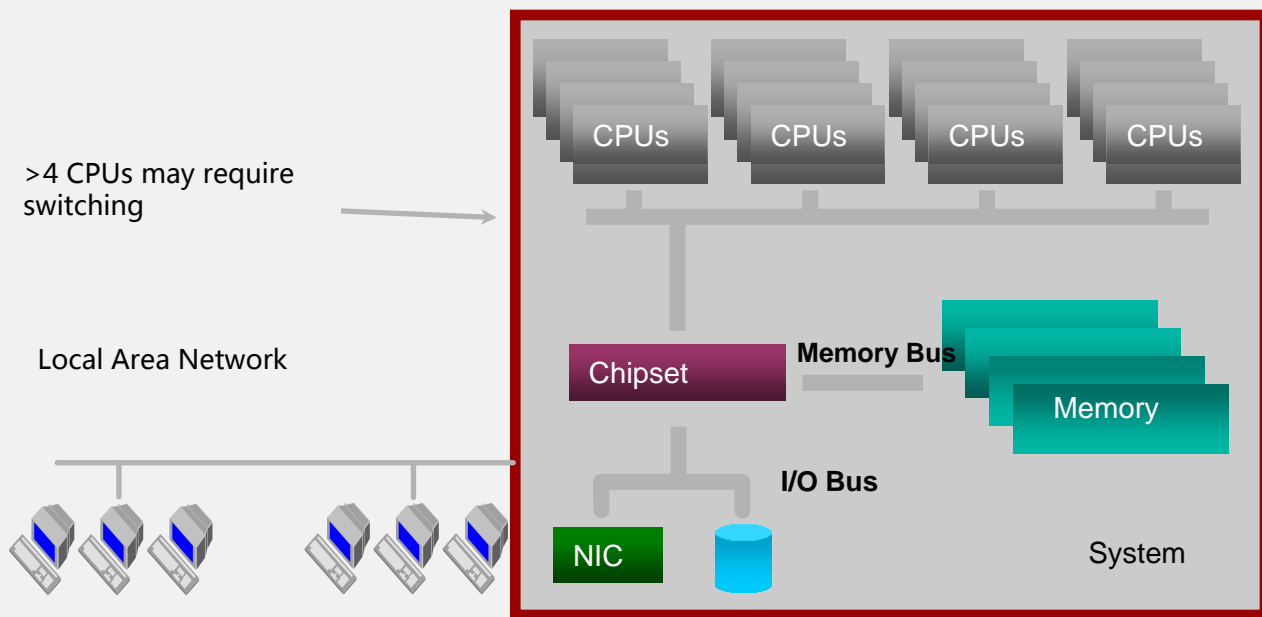 CPUs
CPUs
CPUs
CPUs
>4 CPUs may require
switching
Local Area Network
Chipset
Memory Bus
Memory
I/O Bus
NIC
System